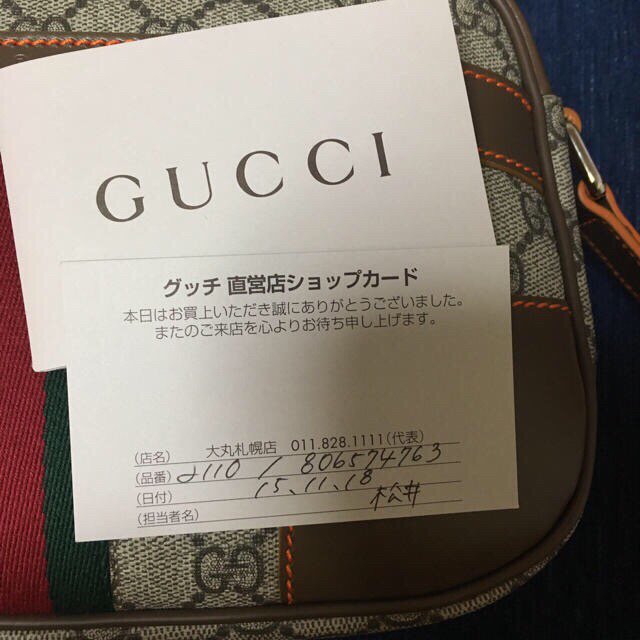 GUCCI
グッチ 直営店ショップカード
本日はお買上いただき誠にありがとうございました。
またのご来店を心よりお待ち申し上げます。
(店名) 大丸札幌店 011.828.1111(代表)
(品番) d110 / 806574763
(日付) 15.11.18
(担当者名) 松井